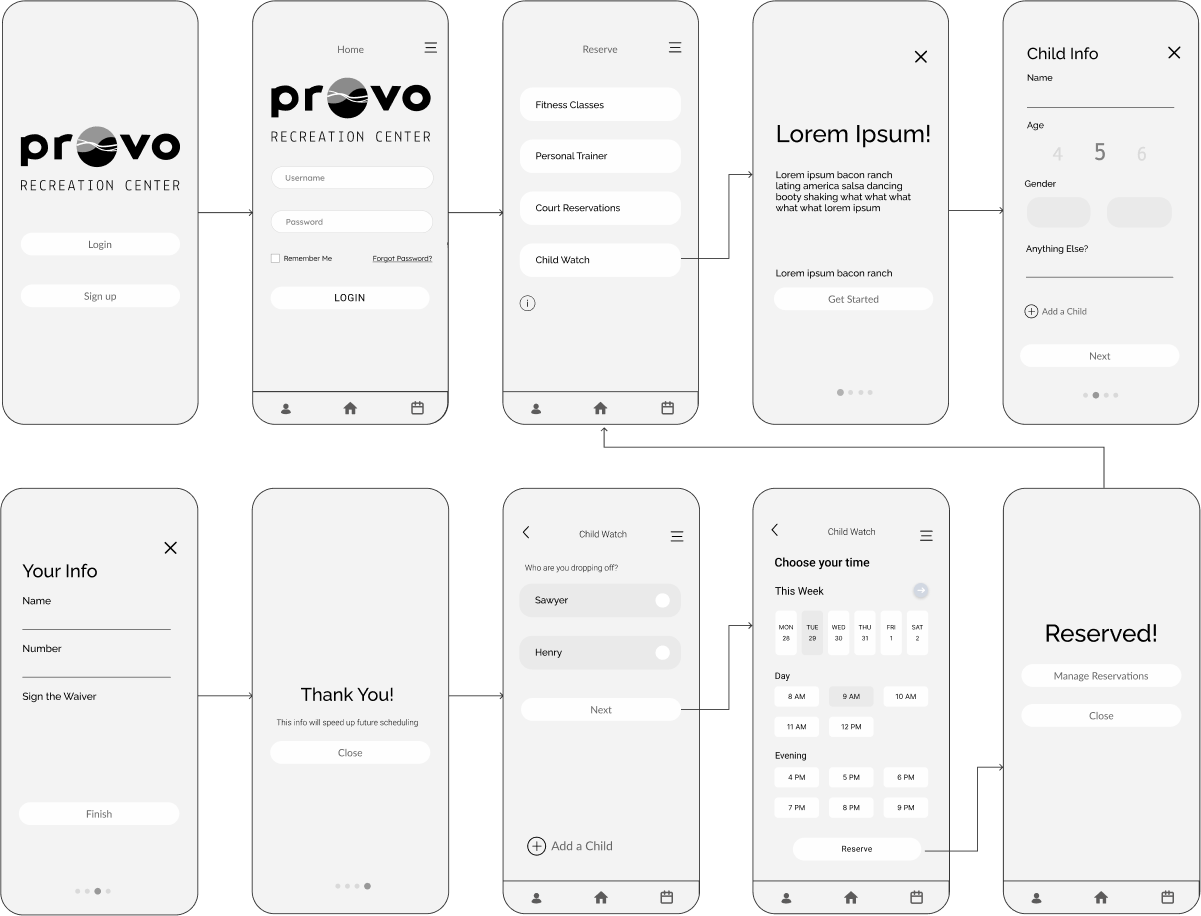 provo
RECREATION CENTER
Login
Sign up
Home
provo
RECREATION CENTER
Username
Password
Remember Me
Forgot Password?
LOGIN
Reserve
Fitness Classes
Personal Trainer
Court Reservations
Child Watch
i
Lorem Ipsum!
Lorem ipsum bacon ranch
lating america salsa dancing
booty shaking what what what
what what lorem ipsum
Lorem ipsum bacon ranch
Get Started
Child Info
Name
Age
4 5 6
Gender
Anything Else?
Add a Child
Next
Your Info
Name
Number
Sign the Waiver
Finish
Thank You!
This info will speed up future scheduling
Close
Child Watch
Who are you dropping off?
Sawyer
Henry
Next
Add a Child
Child Watch
Choose your time
This Week
MON TUE WED THU FRI SAT
28 29 30 31 1 2
Day
8 AM 9 AM 10 AM
11 AM 12 PM
Evening
4 PM 5 PM 6 PM
7 PM 8 PM 9 PM
Reserve
Reserved!
Manage Reservations
Close